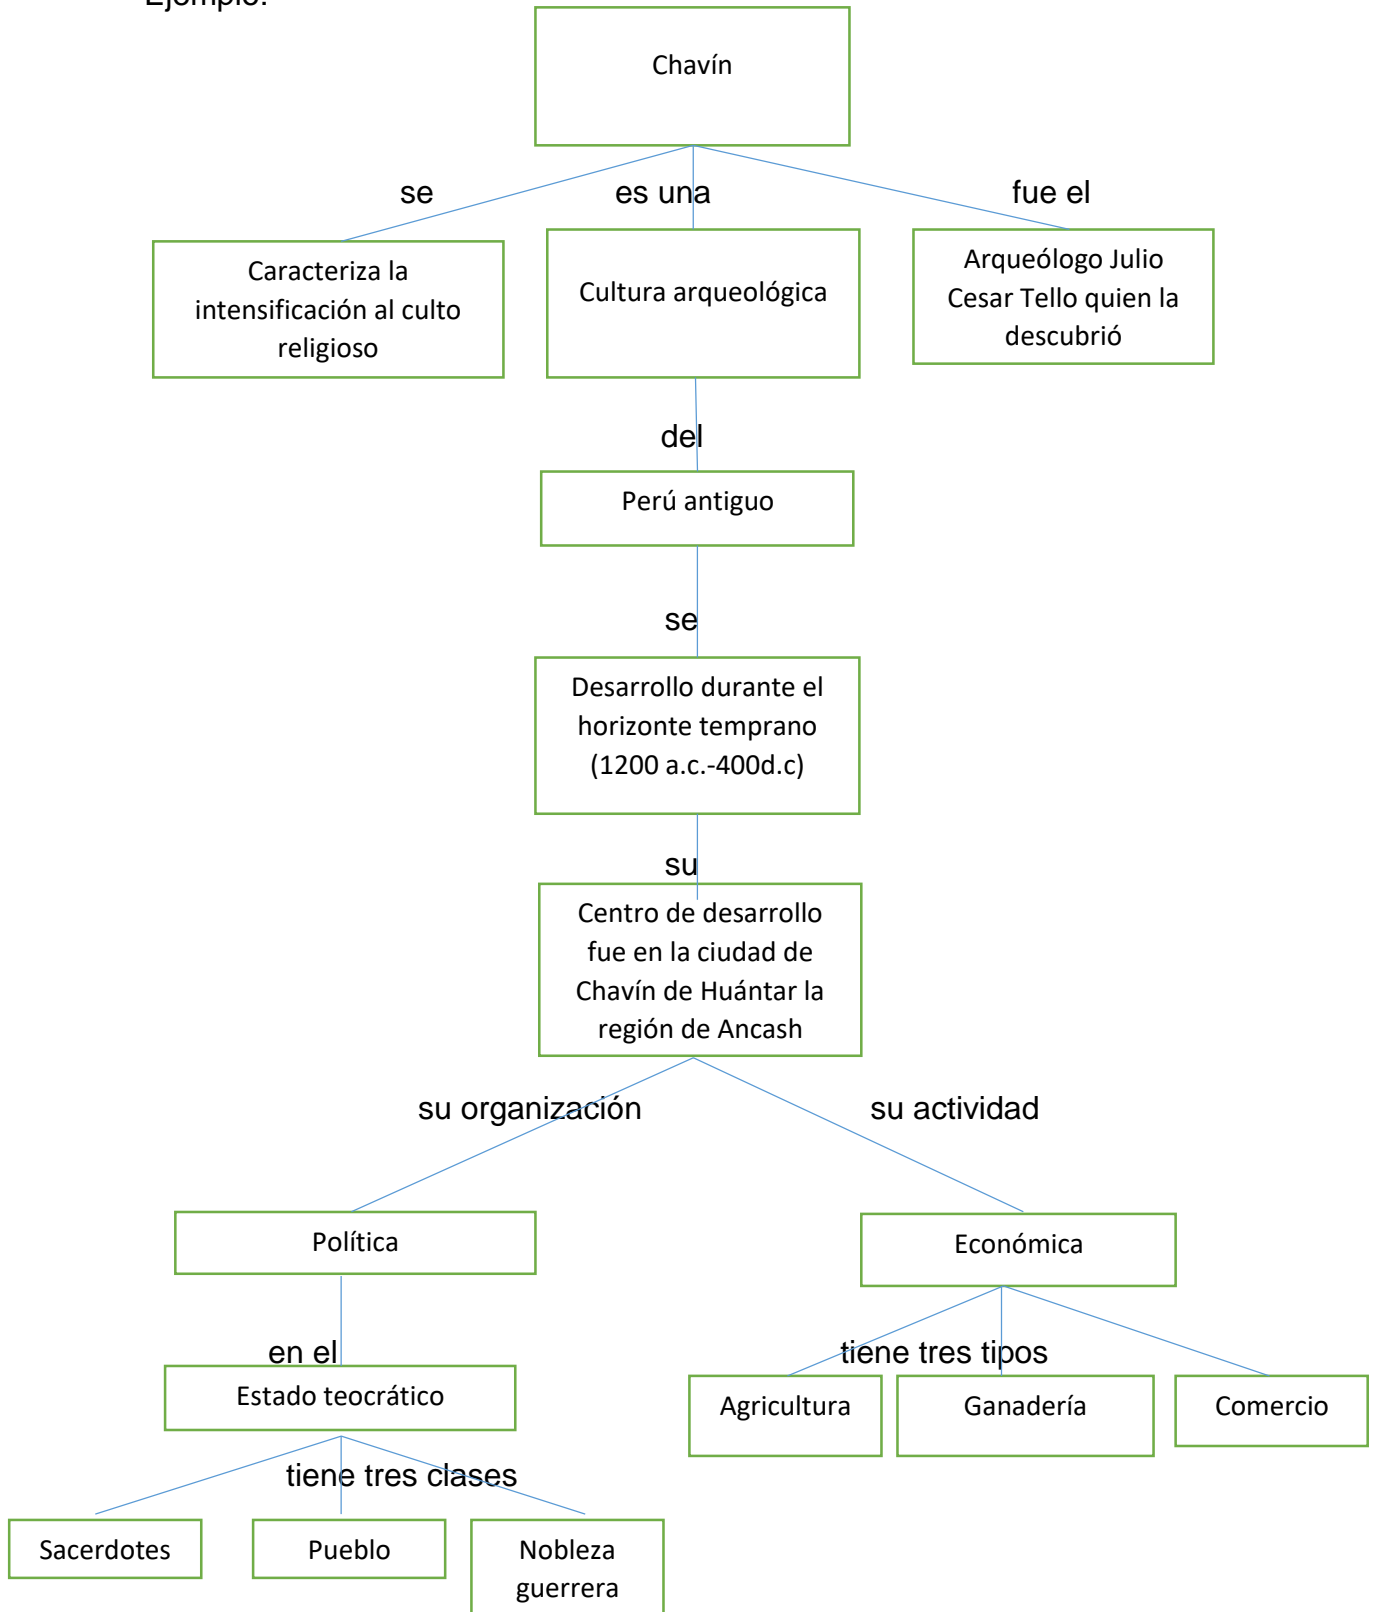 Ejemplo:
Chavín
se
es una
fue el
Caracteriza la
intensificación al culto
religioso
Cultura arqueológica
Arqueólogo Julio
Cesar Tello quien la
descubrió
del
Perú antiguo
se
Desarrollo durante el
horizonte temprano
(1200 a.c.-400d.c)
su
Centro de desarrollo
fue en la ciudad de
Chavín de Huántar la
región de Ancash
su organización
su actividad
Política
Económica
en el
tiene tres tipos
Estado teocrático
Agricultura
Ganadería
Comercio
tiene tres clases
Sacerdotes
Pueblo
Nobleza
guerrera